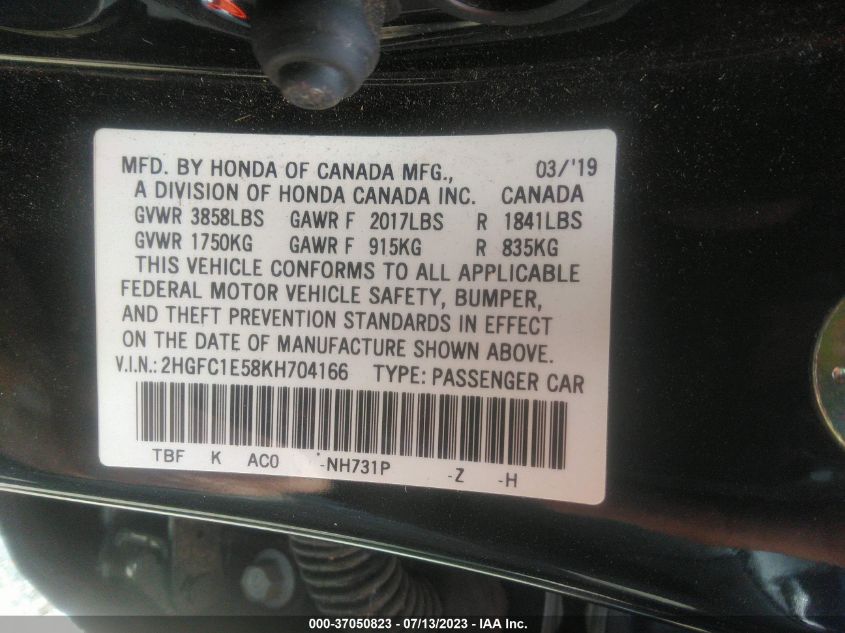 MFD. BY HONDA OF CANADA MFG., 03/'19
A DIVISION OF HONDA CANADA INC. CANADA
GVWR 3858LBS GAWR F 2017LBS R 1841LBS
GVWR 1750KG GAWR F 915KG R 835KG
THIS VEHICLE CONFORMS TO ALL APPLICABLE
FEDERAL MOTOR VEHICLE SAFETY, BUMPER,
AND THEFT PREVENTION STANDARDS IN EFFECT
ON THE DATE OF MANUFACTURE SHOWN ABOVE.
V.I.N.: 2HGFC1E58KH704166 TYPE: PASSENGER CAR
TBF K AC0 -NH731P -Z -H
000-37050823 - 07/13/2023 - IAA Inc.